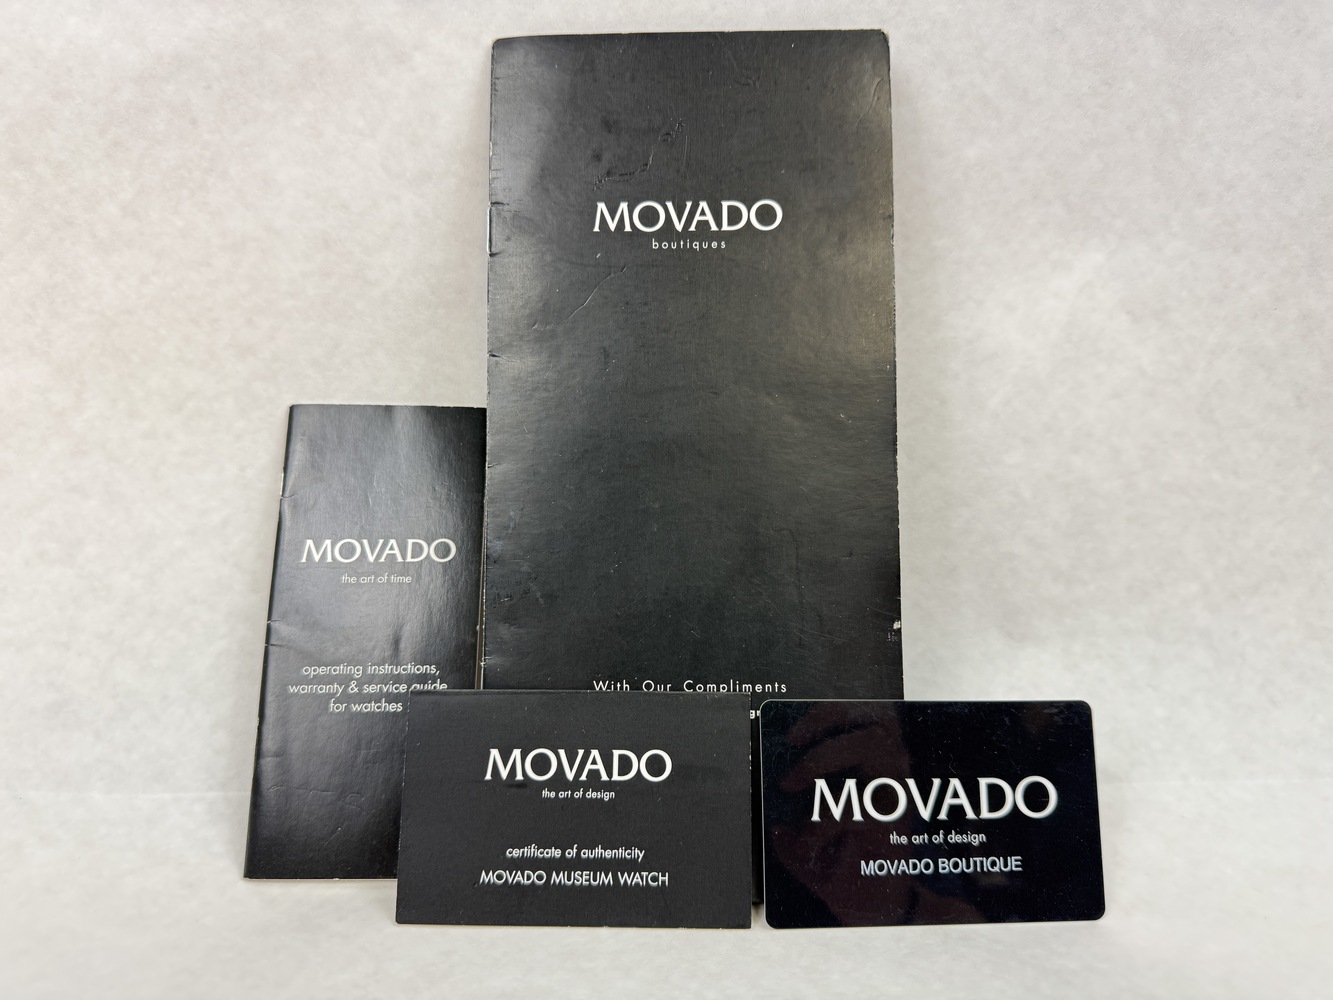 MOVADO
boutiques
With Our Compliments
MOVADO
the art of time
operating instructions,
warranty & service guide
for watches
MOVADO
the art of design
certificate of authenticity
MOVADO MUSEUM WATCH
MOVADO
the art of design
MOVADO BOUTIQUE